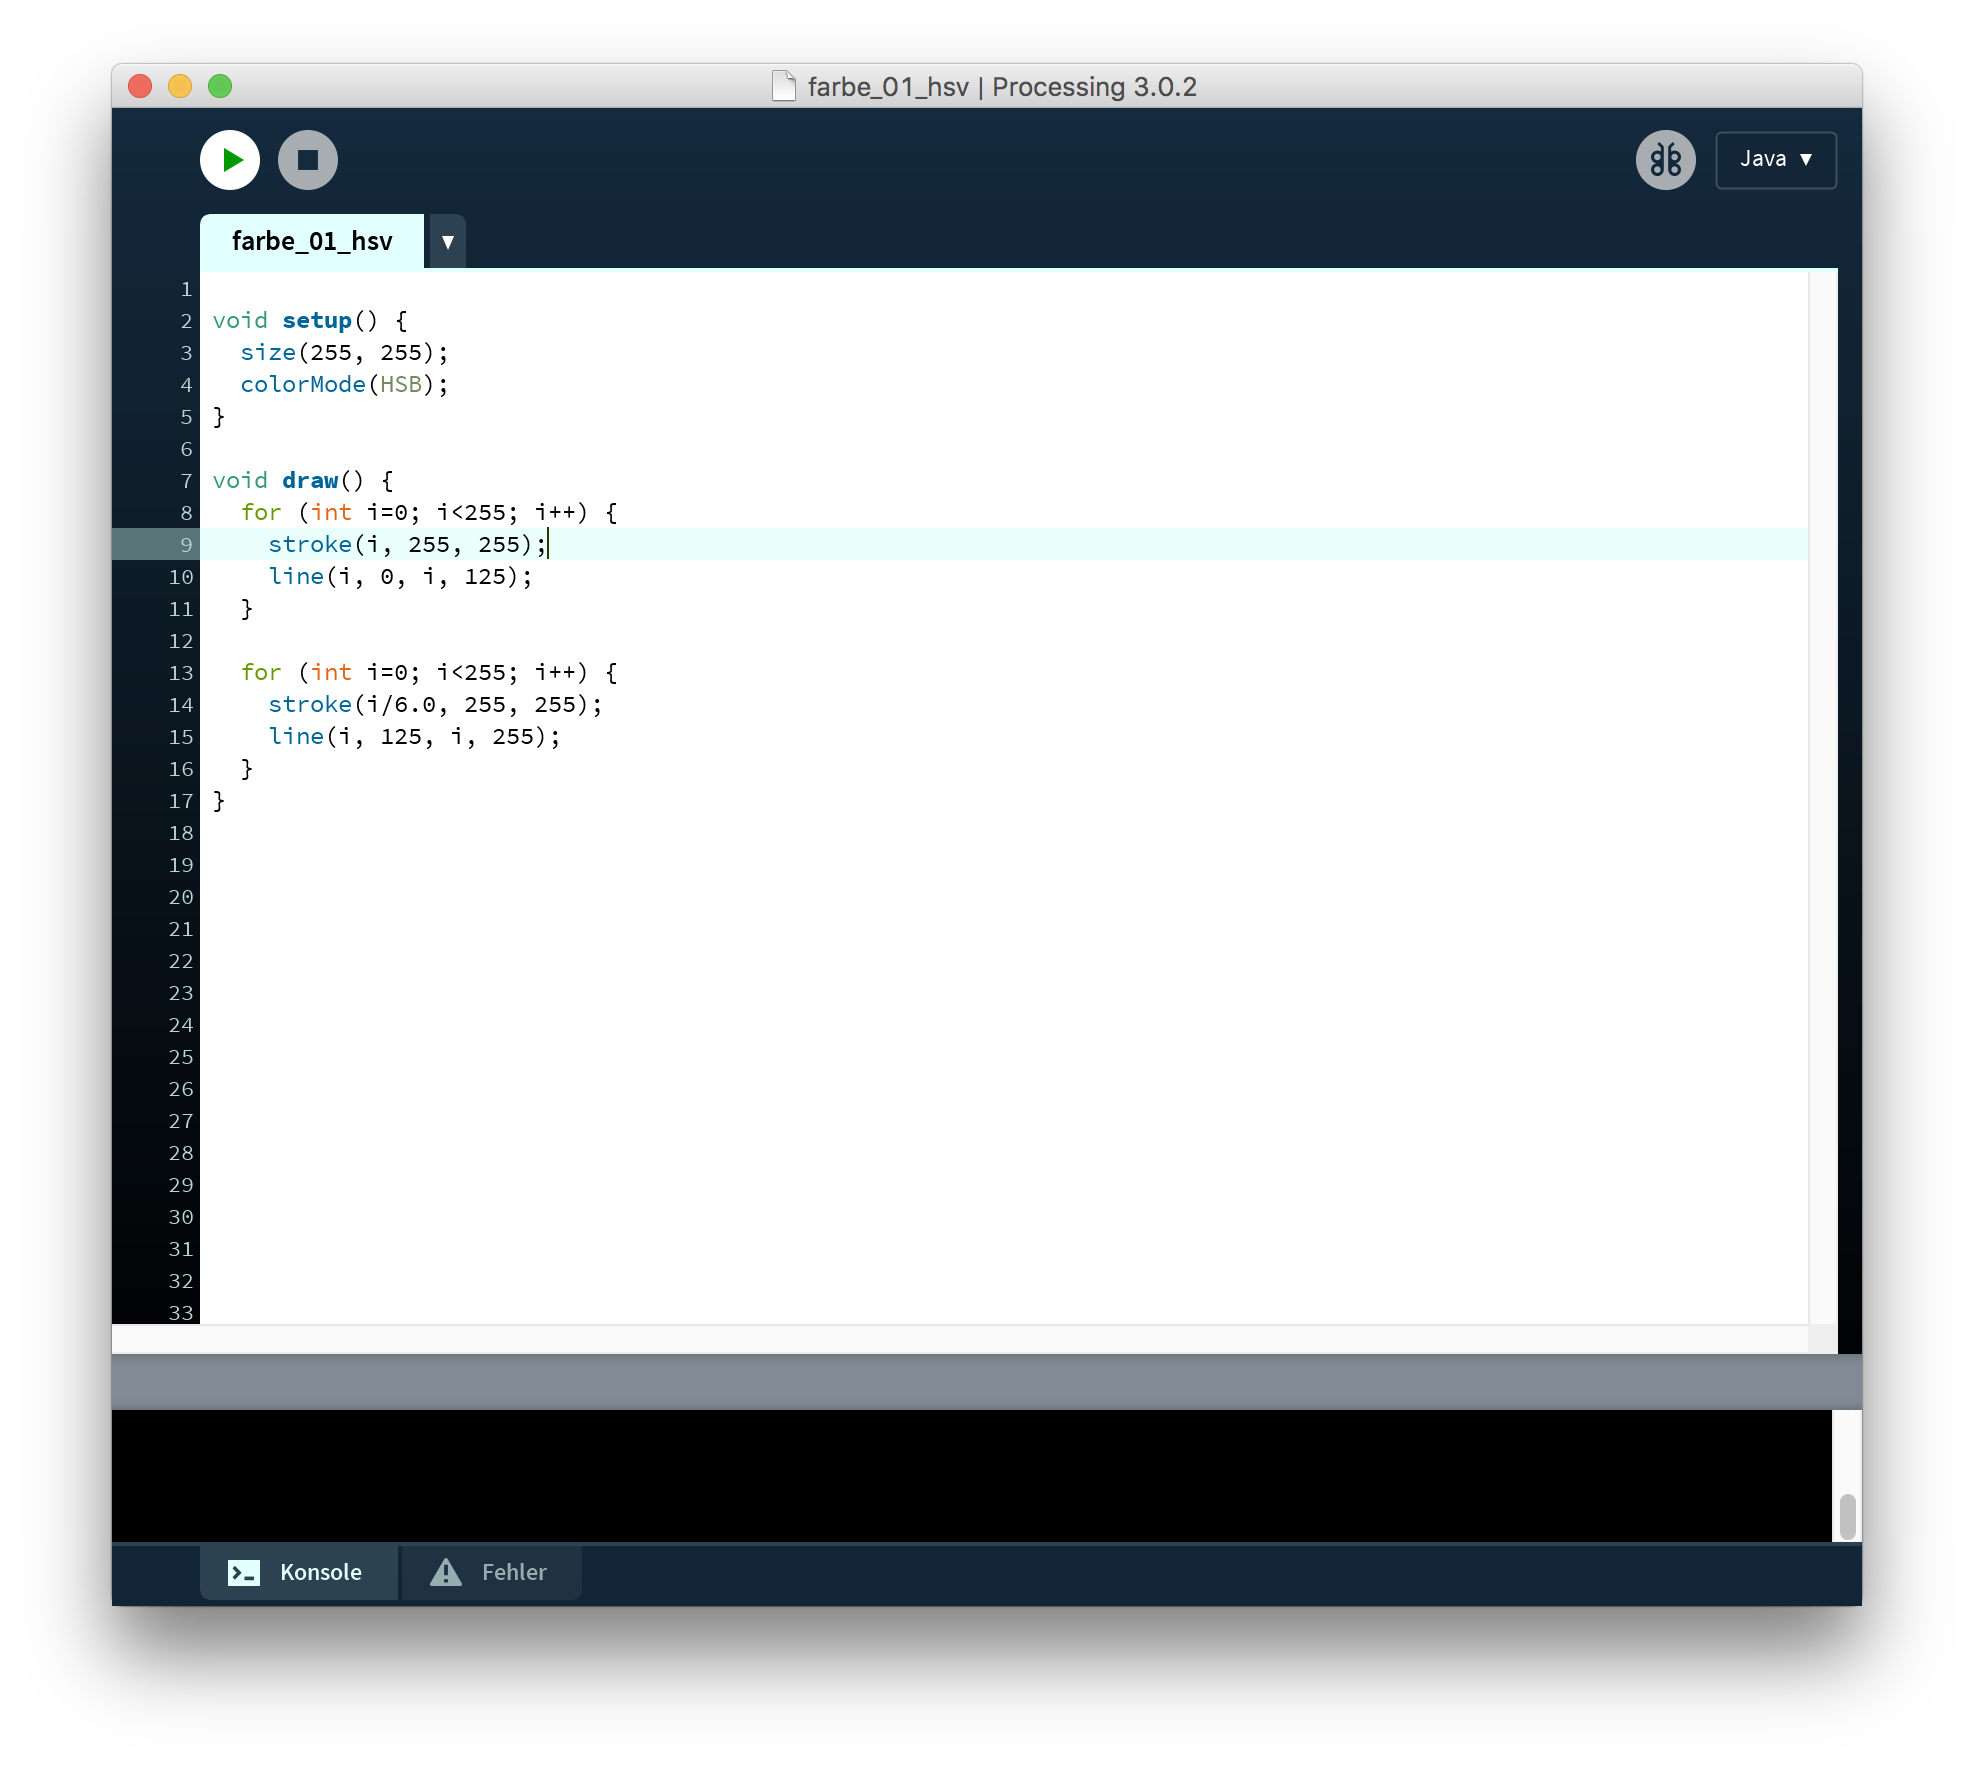 farbe_01_hsv | Processing 3.0.2
Java ▼
farbe_01_hsv ▼
1
2 void setup() {
3   size(255, 255);
4   colorMode(HSB);
5 }
6
7 void draw() {
8   for (int i=0; i<255; i++) {
9     stroke(i, 255, 255);
10     line(i, 0, i, 125);
11   }
12
13   for (int i=0; i<255; i++) {
14     stroke(i/6.0, 255, 255);
15     line(i, 125, i, 255);
16   }
17 }
18
19
20
21
22
23
24
25
26
27
28
29
30
31
32
33
Konsole Fehler